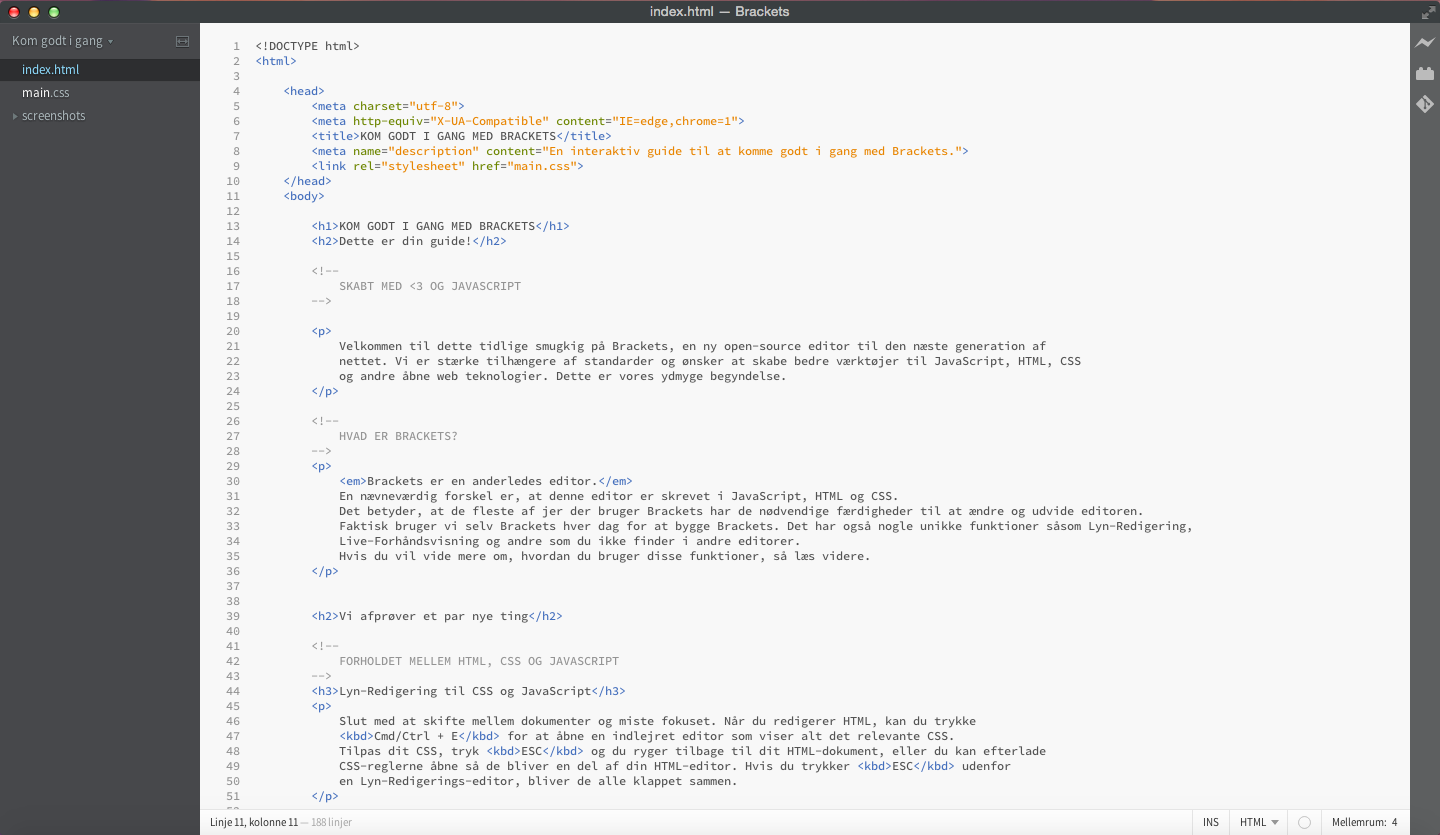 index.html — Brackets
Kom godt i gang
index.html
main.css
screenshots
1 <!DOCTYPE html>
2 <html>
3
4     <head>
5         <meta charset="utf-8">
6         <meta http-equiv="X-UA-Compatible" content="IE=edge,chrome=1">
7         <title>KOM GODT I GANG MED BRACKETS</title>
8         <meta name="description" content="En interaktiv guide til at komme godt i gang med Brackets.">
9         <link rel="stylesheet" href="main.css">
10     </head>
11     <body>
12
13         <h1>KOM GODT I GANG MED BRACKETS</h1>
14         <h2>Dette er din guide!</h2>
15
16         <!--
17             SKABT MED <3 OG JAVASCRIPT
18         -->
19
20         <p>
21             Velkommen til dette tidlige smugkig på Brackets, en ny open-source editor til den næste generation af
22             nettet. Vi er stærke tilhængere af standarder og ønsker at skabe bedre værktøjer til JavaScript, HTML, CSS
23             og andre åbne web teknologier. Dette er vores ydmyge begyndelse.
24         </p>
25
26         <!--
27             HVAD ER BRACKETS?
28         -->
29         <p>
30             <em>Brackets er en anderledes editor.</em>
31             En nævneværdig forskel er, at denne editor er skrevet i JavaScript, HTML og CSS.
32             Det betyder, at de fleste af jer der bruger Brackets har de nødvendige færdigheder til at ændre og udvide editoren.
33             Faktisk bruger vi selv Brackets hver dag for at bygge Brackets. Det har også nogle unikke funktioner såsom Lyn-Redigering,
34             Live-Forhåndsvisning og andre som du ikke finder i andre editorer.
35             Hvis du vil vide mere om, hvordan du bruger disse funktioner, så læs videre.
36         </p>
37
38
39         <h2>Vi afprøver et par nye ting</h2>
40
41         <!--
42             FORHOLDET MELLEM HTML, CSS OG JAVASCRIPT
43         -->
44         <h3>Lyn-Redigering til CSS og JavaScript</h3>
45         <p>
46             Slut med at skifte mellem dokumenter og miste fokuset. Når du redigerer HTML, kan du trykke
47             <kbd>Cmd/Ctrl + E</kbd> for at åbne en indlejret editor som viser alt det relevante CSS.
48             Tilpas dit CSS, tryk <kbd>ESC</kbd> og du ryger tilbage til dit HTML-dokument, eller du kan efterlade
49             CSS-reglerne åbne så de bliver en del af din HTML-editor. Hvis du trykker <kbd>ESC</kbd> udenfor
50             en Lyn-Redigerings-editor, bliver de alle klappet sammen.
51         </p>
Linje 11, kolonne 11 — 188 linjer
INS
HTML
Mellemrum: 4